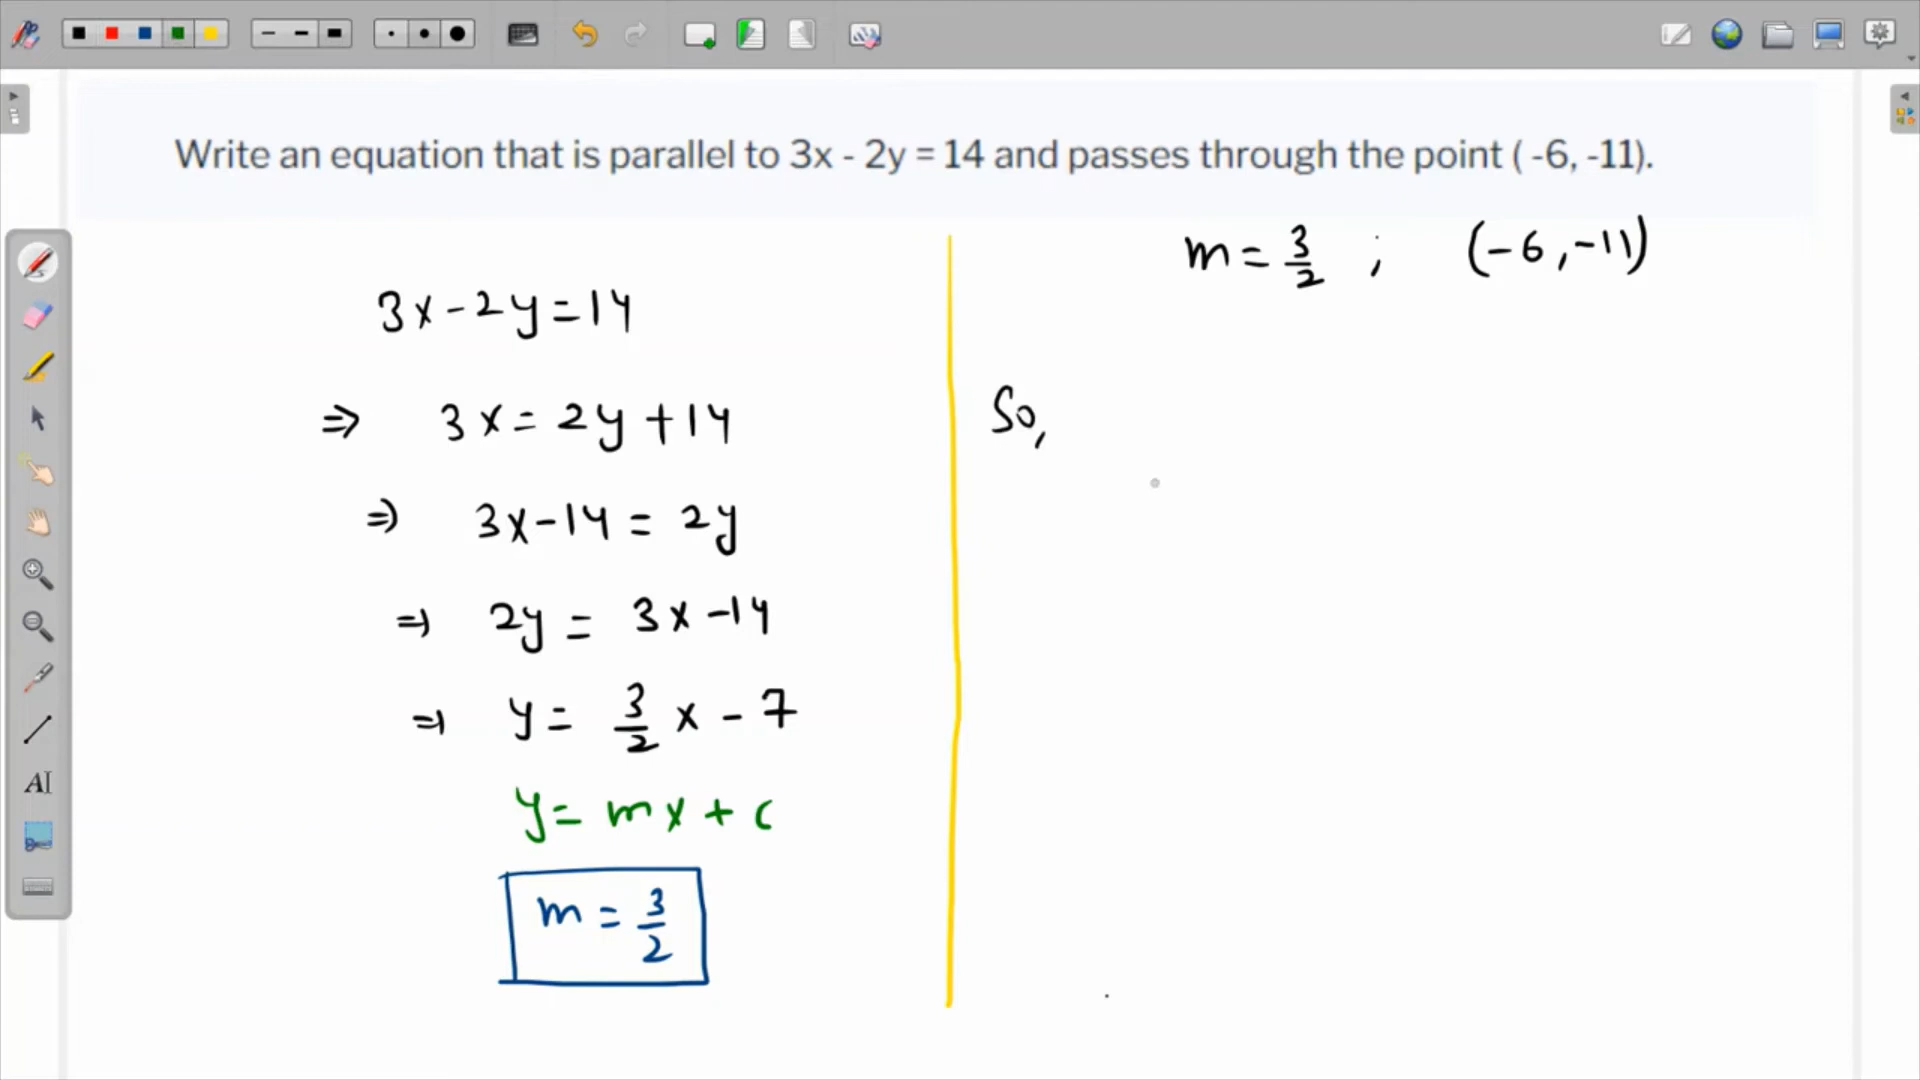 Write an equation that is parallel to 3x - 2y = 14 and passes through the point ( -6, -11).
3x-2y=14
⇒ 3x=2y+14
⇒ 3x-14=2y
⇒ 2y=3x-14
⇒ y=3/2 x-7
y=mx+c
m=3/2
m=3/2 ; (-6,-11)
So,
AI